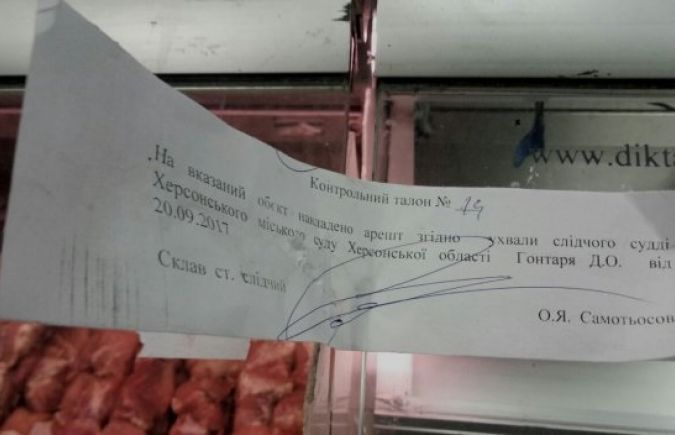 www.dikta
Контрольний талон № 19
„На вказаний обєкт накладено арешт згідно ухвали слідчого судді
Херсонського міського суду Херсонської області Гонтаря Д.О. від
20.09.2017
Склав ст. слідчий
О.Я. Самотьосов